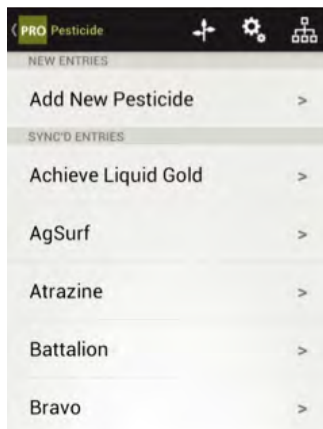 PRO Pesticide
NEW ENTRIES
Add New Pesticide >
SYNC'D ENTRIES
Achieve Liquid Gold >
AgSurf >
Atrazine >
Battalion >
Bravo >